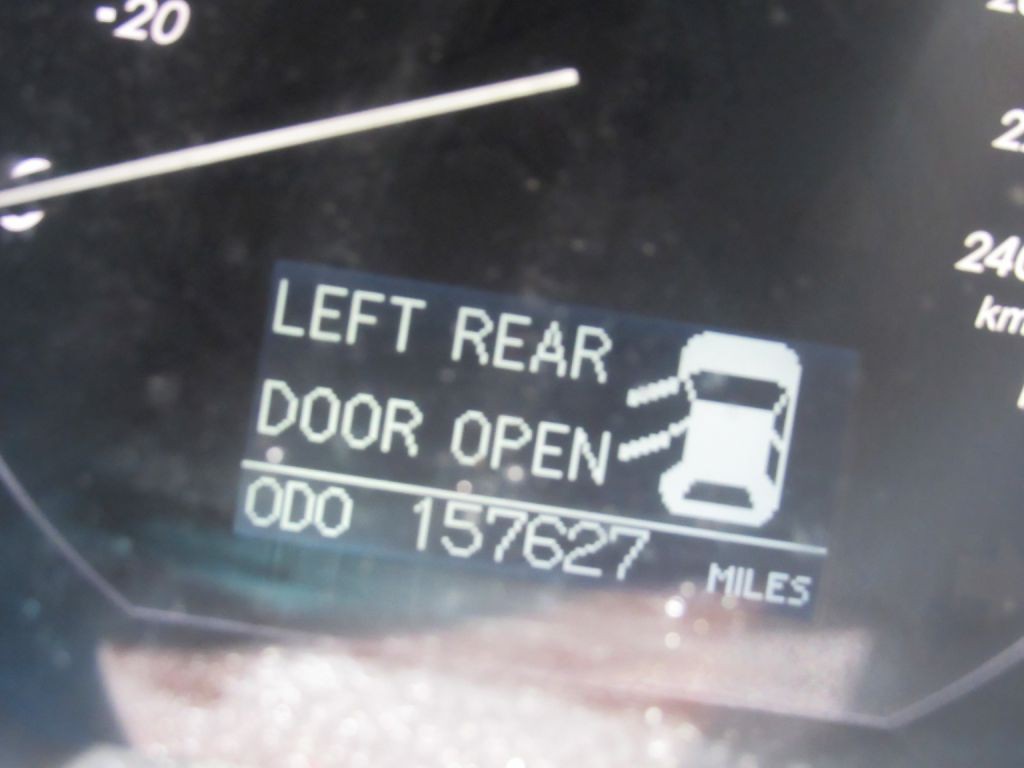 -20
240
km
LEFT REAR
DOOR OPEN
ODO 157627 MILES